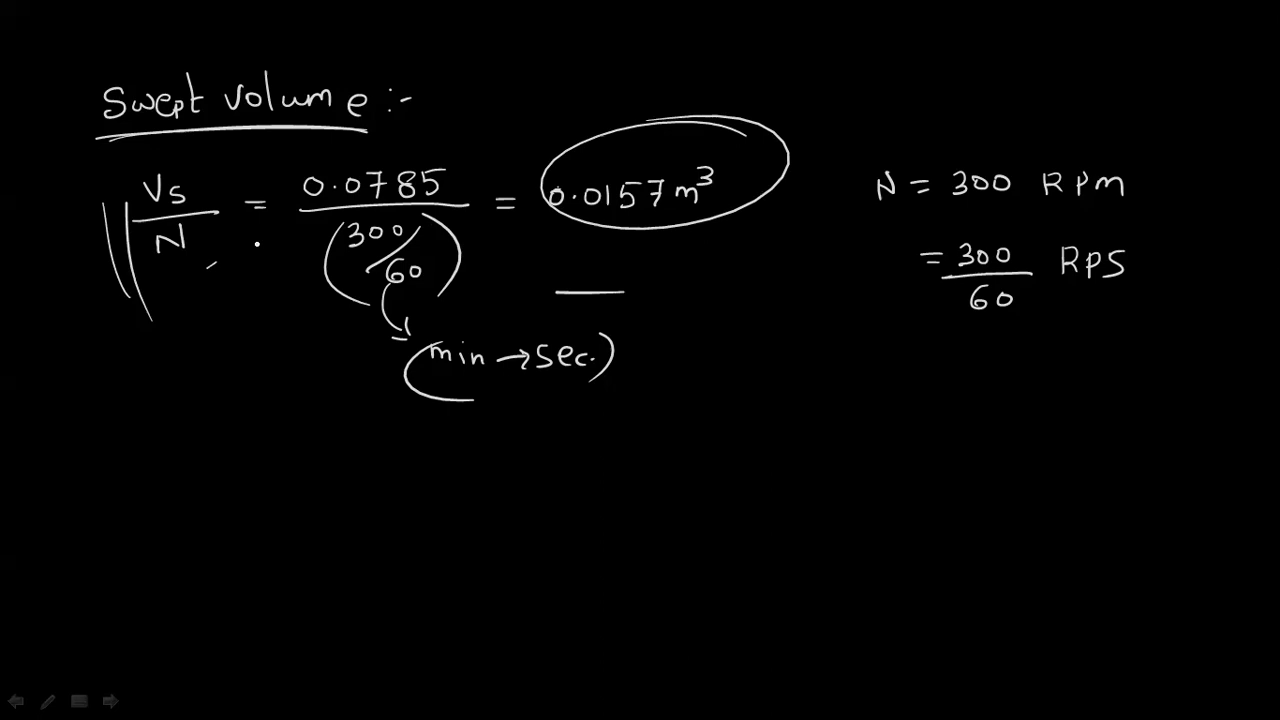 Swept Volume :-
Vs/N = 0.0785/(300/60) = 0.0157 m³
(min → Sec.)
N = 300 RPM
= 300/60 RPS